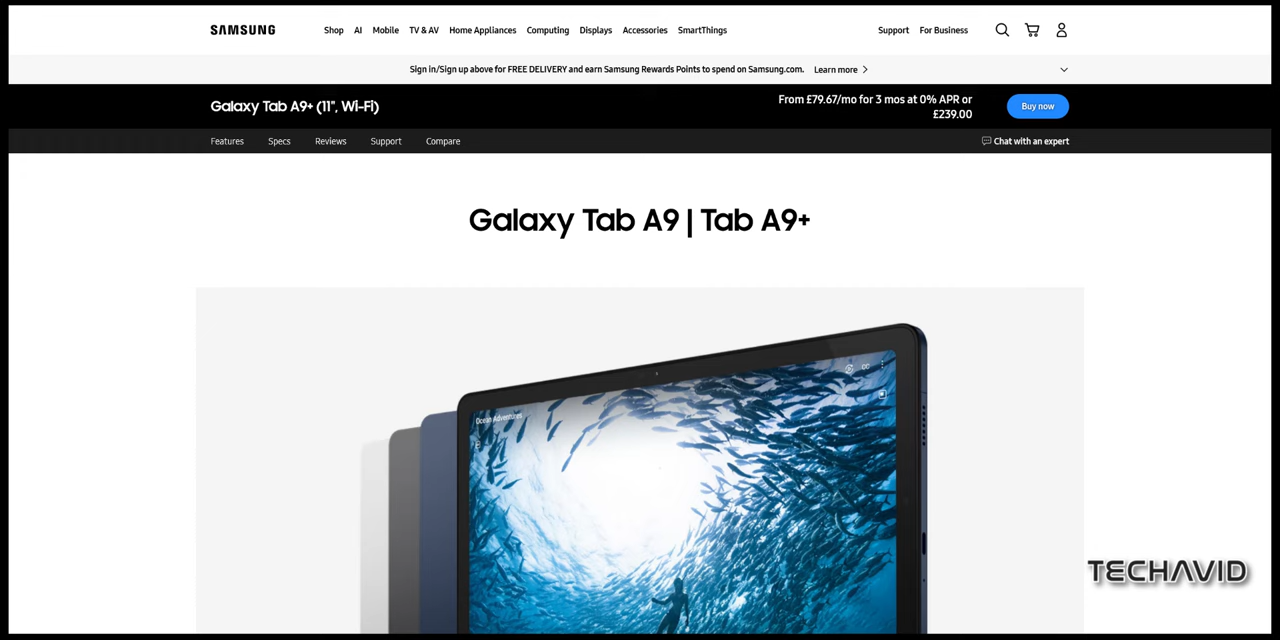 SAMSUNG
Shop AI Mobile TV & AV Home Appliances Computing Displays Accessories SmartThings Support For Business
Sign in/Sign up above for FREE DELIVERY and earn Samsung Rewards Points to spend on Samsung.com. Learn more
Galaxy Tab A9+ (11", Wi-Fi)
From £79.67/mo for 3 mos at 0% APR or
£239.00
Buy now
Features Specs Reviews Support Compare
Chat with an expert
Galaxy Tab A9 | Tab A9+
CC
Ocean Adventures
TECHAVID